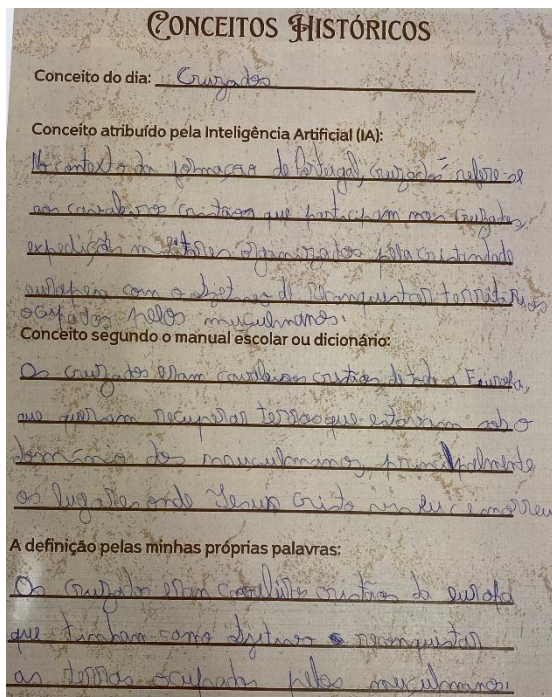 CONCEITOS HISTÓRICOS
Conceito do dia: Cruzados
Conceito atribuído pela Inteligência Artificial (IA):
No contexto da formação de Portugal, cruzados refere-se
aos cavaleiros cristãos que participam nas Cruzadas,
expedições militares organizadas pela cristandade
europeia com o objetivo de reconquistar territórios
ocupados pelos muçulmanos.
Conceito segundo o manual escolar ou dicionário:
Os cruzados eram cavaleiros cristãos de toda a Europa,
que queriam recuperar terras que estavam sob o
domínio dos muçulmanos, principalmente
os lugares onde Jesus Cristo e morreu
A definição pelas minhas próprias palavras:
Os cruzados eram cavaleiros cristãos da europa
que tinham como objetivo reconquistar
as terras ocupadas pelos muçulmanos.